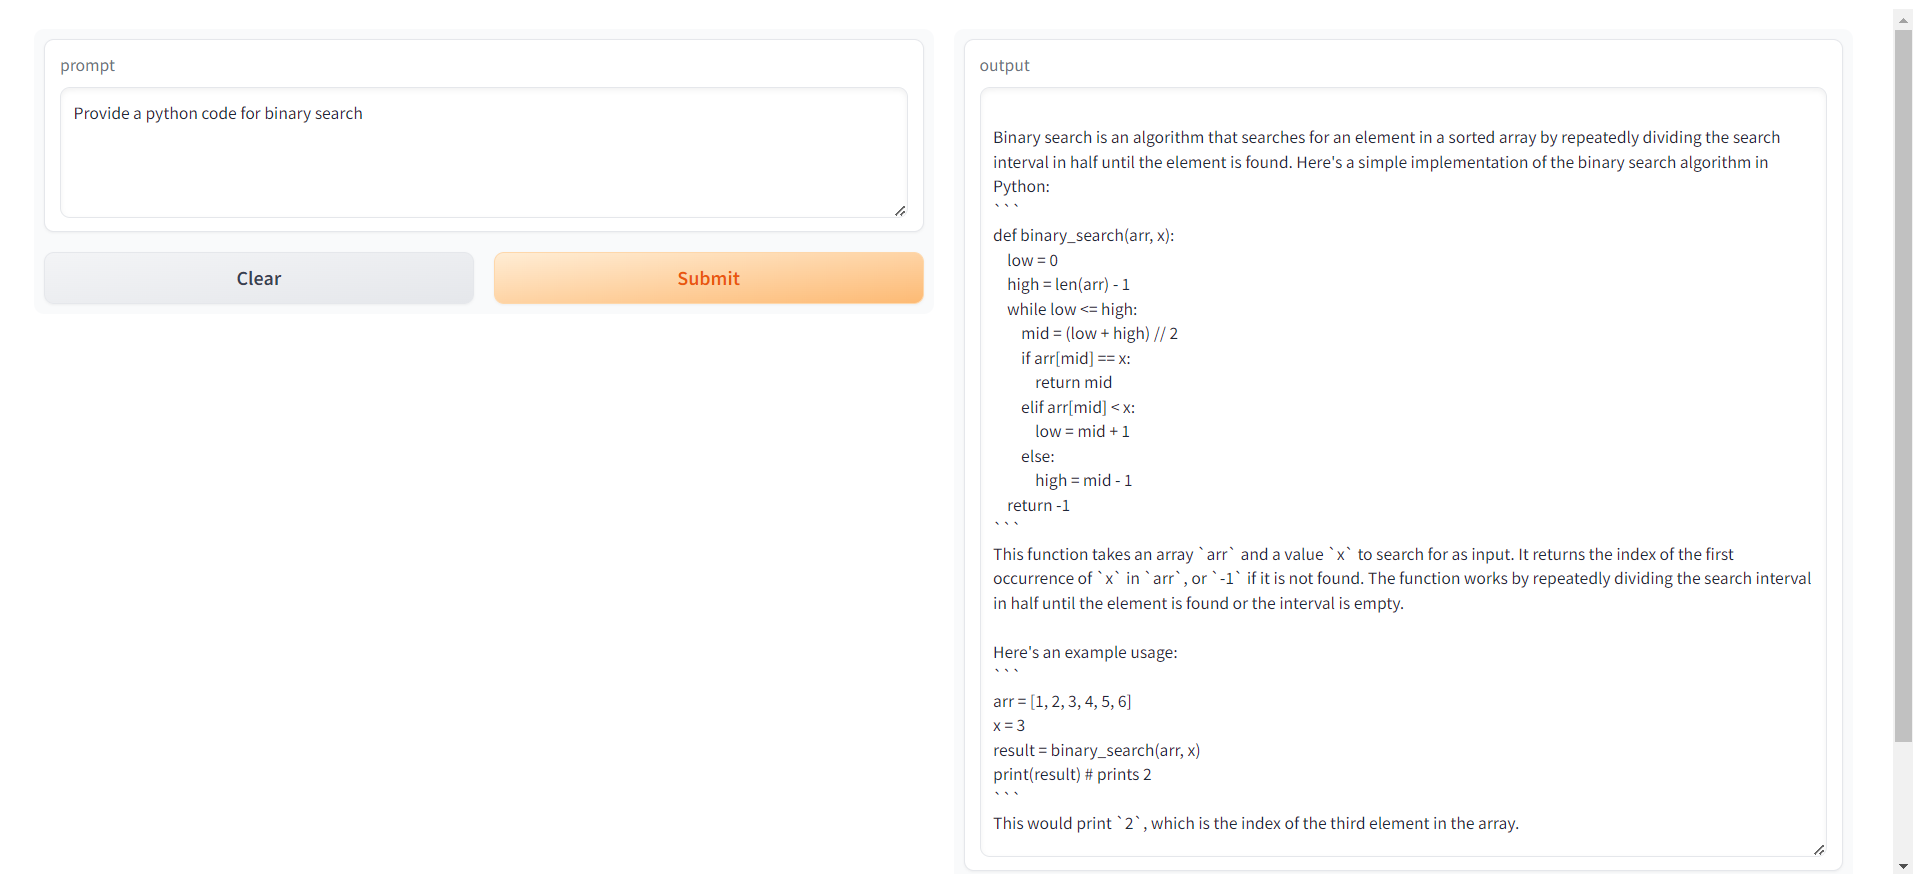 prompt
Provide a python code for binary search
Clear
Submit
output
Binary search is an algorithm that searches for an element in a sorted array by repeatedly dividing the search
interval in half until the element is found. Here's a simple implementation of the binary search algorithm in
Python:
```
def binary_search(arr, x):
    low = 0
    high = len(arr) - 1
    while low <= high:
        mid = (low + high) // 2
        if arr[mid] == x:
            return mid
        elif arr[mid] < x:
            low = mid + 1
        else:
            high = mid - 1
    return -1
```
This function takes an array `arr` and a value `x` to search for as input. It returns the index of the first
occurrence of `x` in `arr`, or `-1` if it is not found. The function works by repeatedly dividing the search interval
in half until the element is found or the interval is empty.

Here's an example usage:
```
arr = [1, 2, 3, 4, 5, 6]
x = 3
result = binary_search(arr, x)
print(result) # prints 2
```
This would print `2`, which is the index of the third element in the array.